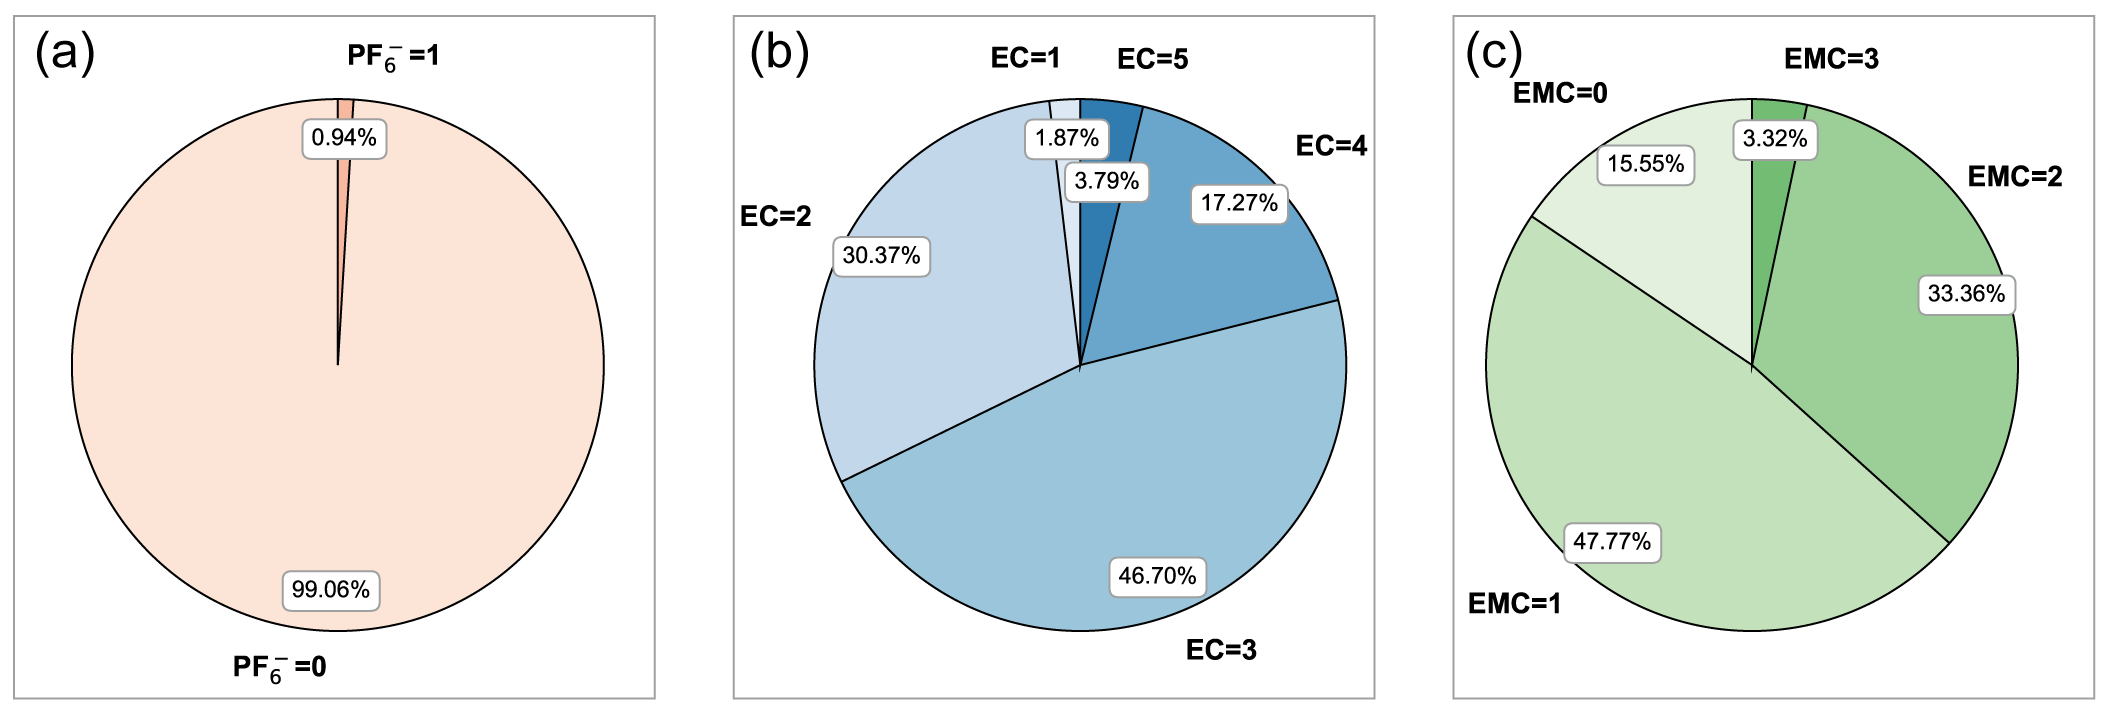 (a)
PF₆⁻=1
0.94%
99.06%
PF₆⁻=0
(b)
EC=1
EC=5
EC=4
1.87%
3.79%
17.27%
EC=2
30.37%
46.70%
EC=3
(c)
EMC=3
EMC=0
3.32%
15.55%
EMC=2
33.36%
47.77%
EMC=1